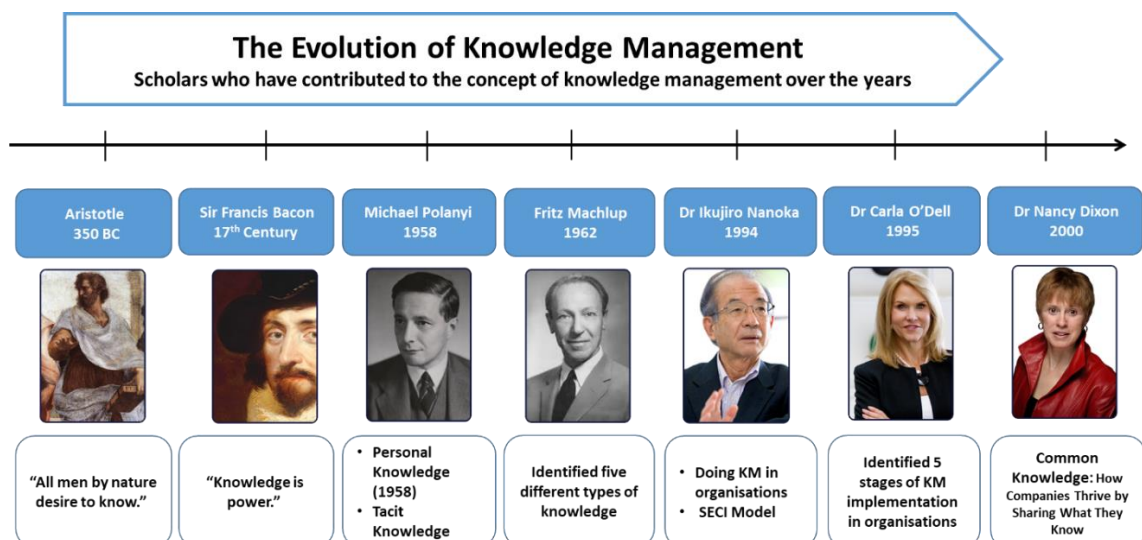 The Evolution of Knowledge Management
Scholars who have contributed to the concept of knowledge management over the years
Aristotle
350 BC
Sir Francis Bacon
17th Century
Michael Polanyi
1958
Fritz Machlup
1962
Dr Ikujiro Nanoka
1994
Dr Carla O’Dell
1995
Dr Nancy Dixon
2000
“All men by nature
desire to know.”
“Knowledge is
power.”
• Personal
Knowledge
(1958)
• Tacit
Knowledge
Identified five
different types of
knowledge
• Doing KM in
organisations
• SECI Model
Identified 5
stages of KM
implementation
in organisations
Common
Knowledge: How
Companies Thrive by
Sharing What They
Know